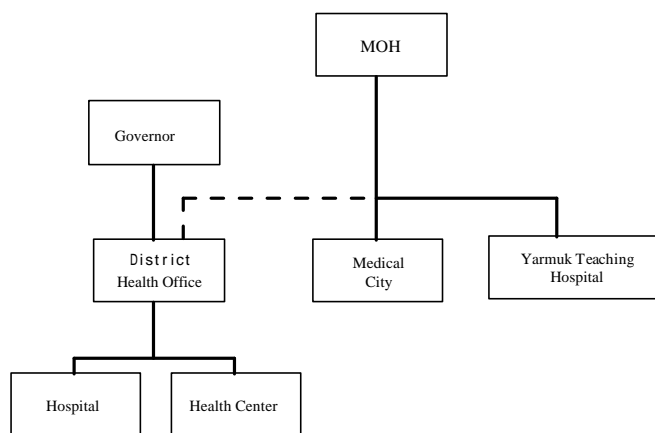 MOH
Governor
District
Health Office
Medical
City
Yarmuk Teaching
Hospital
Hospital
Health Center